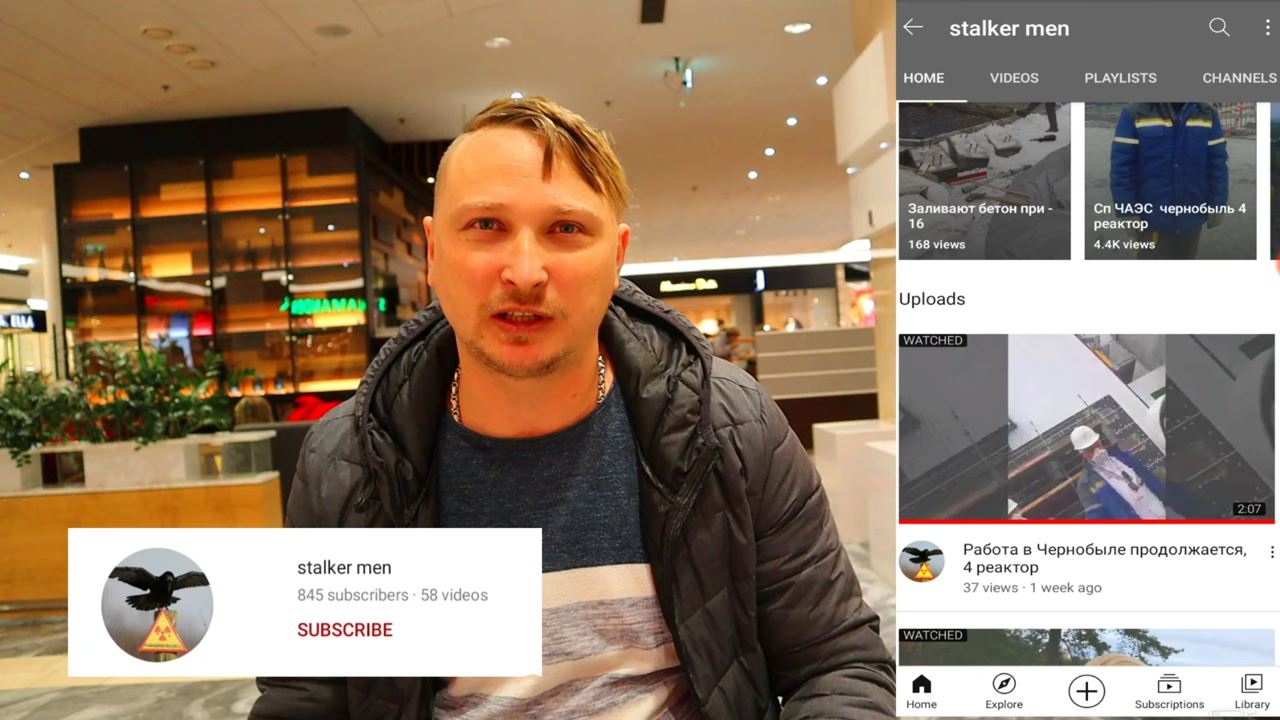 stalker men
HOME
VIDEOS
PLAYLISTS
CHANNELS
Заливают бетон при -
16
168 views
Сп ЧАЭС чернобыль 4
реактор
4.4K views
Uploads
WATCHED
2:07
Работа в Чернобыле продолжается,
4 реактор
37 views · 1 week ago
WATCHED
Home
Explore
Subscriptions
Library
stalker men
845 subscribers · 58 videos
SUBSCRIBE